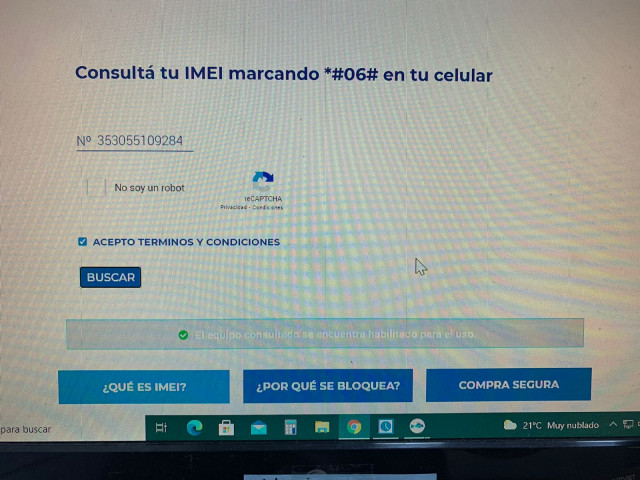 Consultá tu IMEI marcando *#06# en tu celular
Nº 353055109284
No soy un robot
reCAPTCHA
Privacidad - Condiciones
ACEPTO TERMINOS Y CONDICIONES
BUSCAR
El equipo consultado se encuentra habilitado para el uso.
¿QUÉ ES IMEI?
¿POR QUÉ SE BLOQUEA?
COMPRA SEGURA
para buscar
21°C Muy nublado